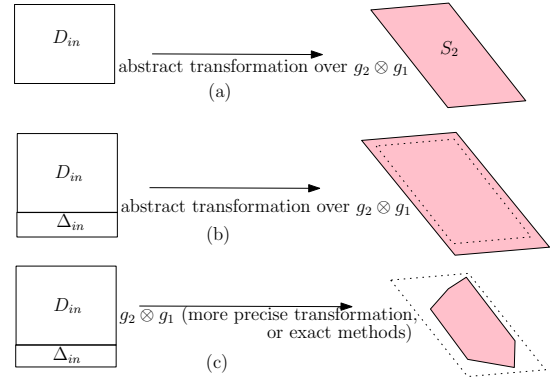 D_in
S_2
abstract transformation over g_2 ⊗ g_1
(a)
D_in
Δ_in
abstract transformation over g_2 ⊗ g_1
(b)
D_in
g_2 ⊗ g_1 (more precise transformation,
or exact methods)
Δ_in
(c)